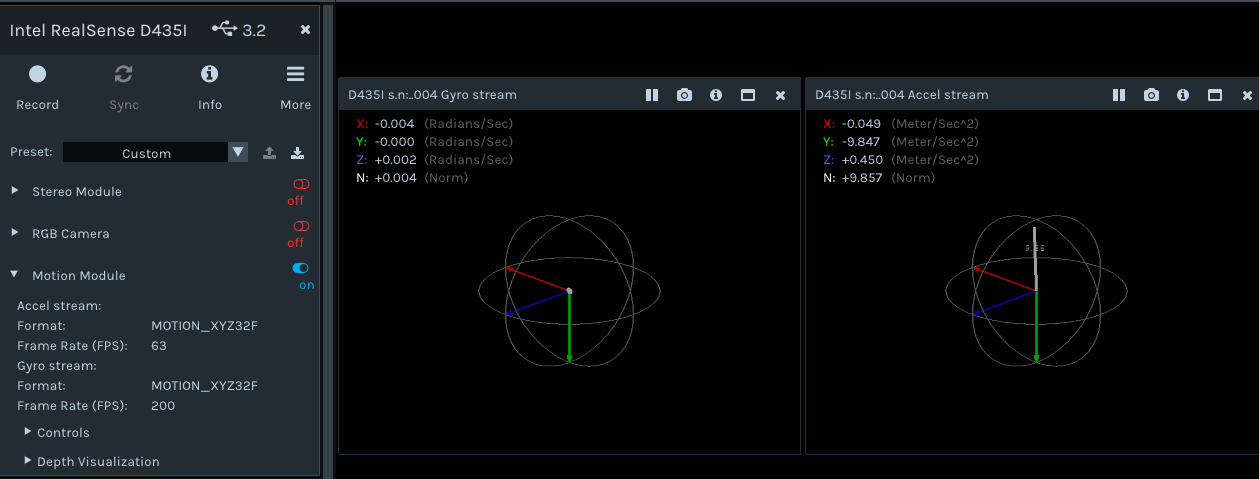 Intel RealSense D435I 3.2
Record Sync Info More
Preset: Custom
Stereo Module off
RGB Camera off
Motion Module on
Accel stream:
Format: MOTION_XYZ32F
Frame Rate (FPS): 63
Gyro stream:
Format: MOTION_XYZ32F
Frame Rate (FPS): 200
Controls
Depth Visualization
D435I s.n:..004 Gyro stream
X: -0.004 (Radians/Sec)
Y: -0.000 (Radians/Sec)
Z: +0.002 (Radians/Sec)
N: +0.004 (Norm)
D435I s.n:..004 Accel stream
X: -0.049 (Meter/Sec^2)
Y: -9.847 (Meter/Sec^2)
Z: +0.450 (Meter/Sec^2)
N: +9.857 (Norm)